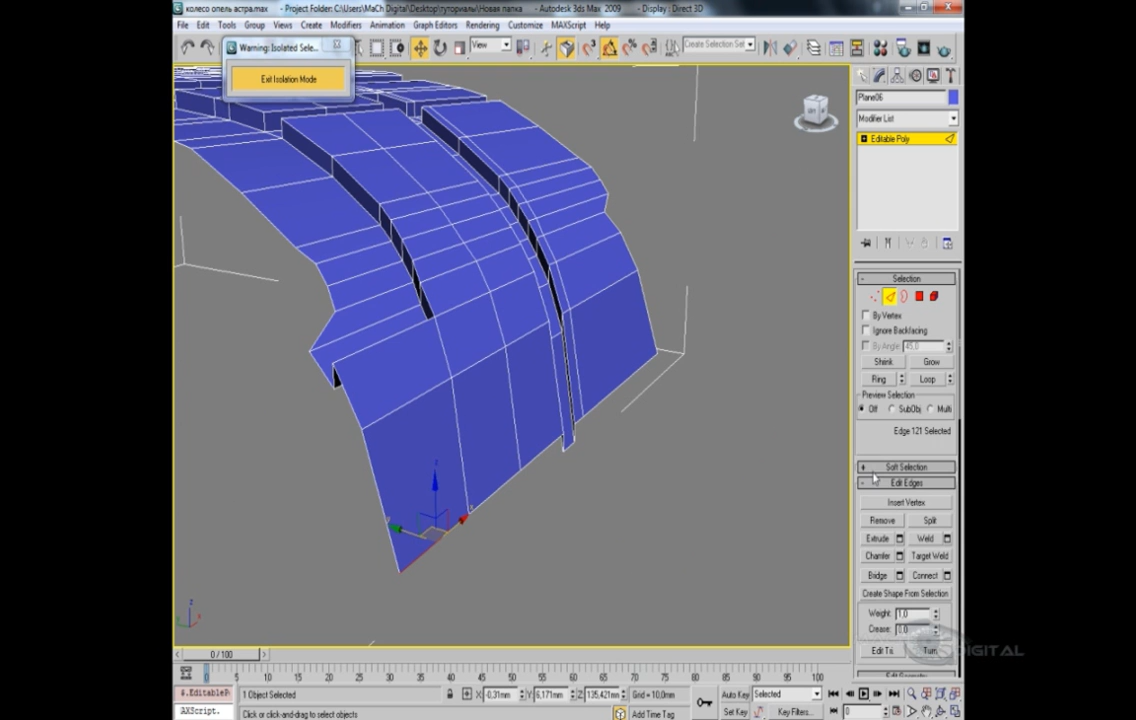 колесо опель астра.max - Project Folder: C:\Users\MaCh Digital\Desktop\туториалы\Новая папка - Autodesk 3ds Max 2009 - Display : Direct 3D
File Edit Tools Group Views Create Modifiers Animation Graph Editors Rendering Customize MAXScript Help
Warning: Isolated Sele...
View
Create Selection Set
Exit Isolation Mode
Plane06
Modifier List
Editable Poly
Selection
By Vertex
Ignore Backfacing
By Angle: 45,0
Shrink Grow
Ring Loop
Preview Selection
Off SubObj Multi
Edge 121 Selected
Soft Selection
Edit Edges
Insert Vertex
Remove Split
Extrude Weld
Chamfer Target Weld
Bridge Connect
Create Shape From Selection
Weight: 1,0
Crease: 0,0
Edit Tri. Turn
DIGITAL
0 / 100
0 5 10 15 20 25 30 35 40 45 50 55 60 65 70 75 80 85 90 95 100
1 Object Selected X: -0,31mm Y: 6,171mm Z: 135,421mm Grid = 10,0mm Auto Key Selected
AXScript. Click or click-and-drag to select objects Add Time Tag Set Key Key Filters... 0